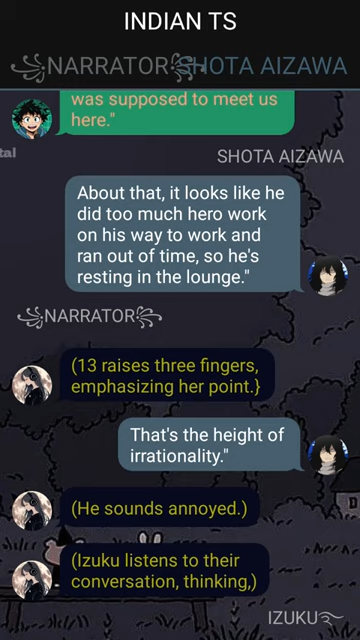 INDIAN TS
꧁NARRATOR꧂
SHOTA AIZAWA
was supposed to meet us
here."
tal
SHOTA AIZAWA
About that, it looks like he
did too much hero work
on his way to work and
ran out of time, so he's
resting in the lounge."
꧁NARRATOR꧂
(13 raises three fingers,
emphasizing her point.}
That's the height of
irrationality."
(He sounds annoyed.)
(Izuku listens to their
conversation, thinking,)
IZUKU